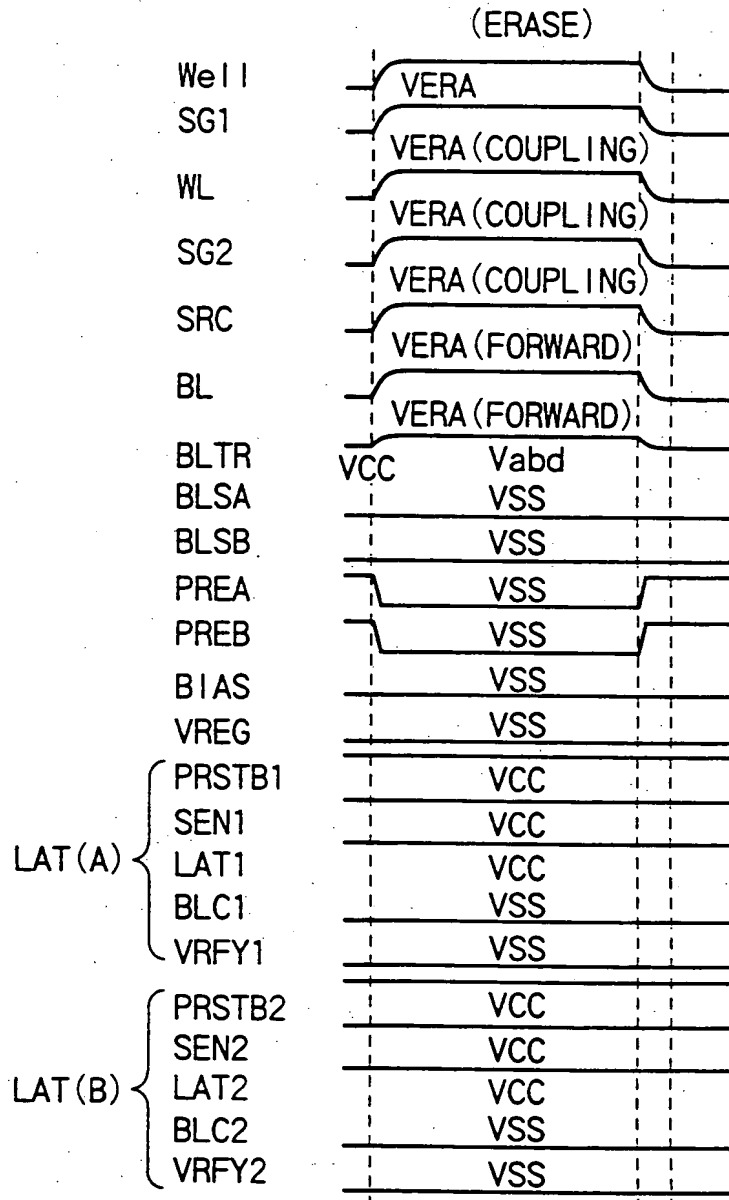 (ERASE)
Well VERA
SG1 VERA(COUPLING)
WL VERA(COUPLING)
SG2 VERA(COUPLING)
SRC VERA(FORWARD)
BL VERA(FORWARD)
BLTR VCC Vabd
BLSA VSS
BLSB VSS
PREA VSS
PREB VSS
BIAS VSS
VREG VSS
LAT(A)
PRSTB1 VCC
SEN1 VCC
LAT1 VCC
BLC1 VSS
VRFY1 VSS
LAT(B)
PRSTB2 VCC
SEN2 VCC
LAT2 VCC
BLC2 VSS
VRFY2 VSS